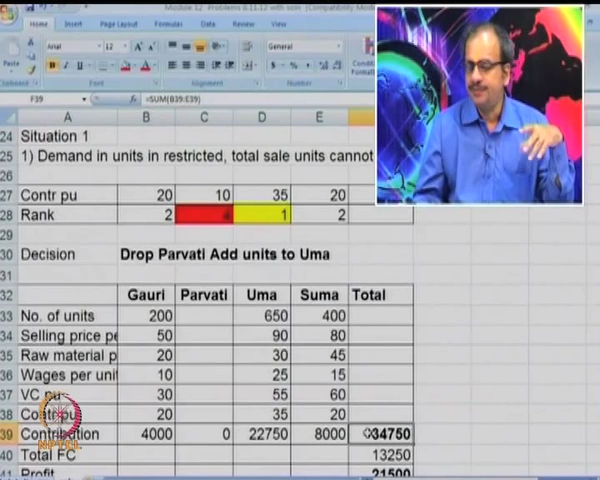 Module 12 Problems 6.11.12 with soln [Compatibility Mode
Home Insert Page Layout Formulas Data Review View
Arial 12 General
Paste
Font Alignment Number
F39 =SUM(B39:E39)
A B C D E
24 Situation 1
25 1) Demand in units in restricted, total sale units cannot
26
27 Contr pu 20 10 35 20
28 Rank 2 4 1 2
29
30 Decision Drop Parvati Add units to Uma
31
32 Gauri Parvati Uma Suma Total
33 No. of units 200 650 400
34 Selling price pe 50 90 80
35 Raw material p 20 30 45
36 Wages per unit 10 25 15
37 VC pu 30 55 60
38 Contr pu 20 35 20
39 Contribution 4000 0 22750 8000 34750
40 Total FC 13250
41 Profit 21500
NPTEL